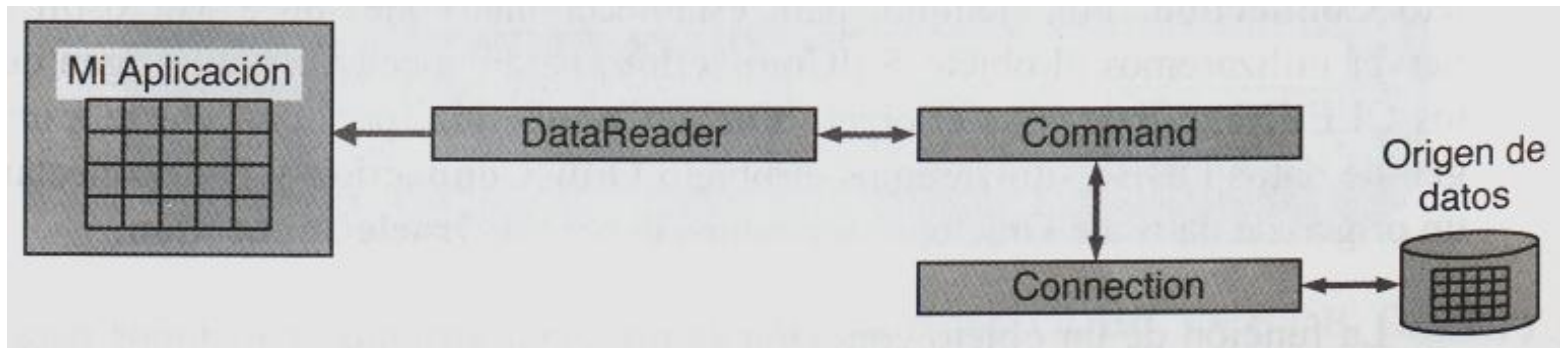 Mi Aplicación
DataReader
Command
Origen de
datos
Connection